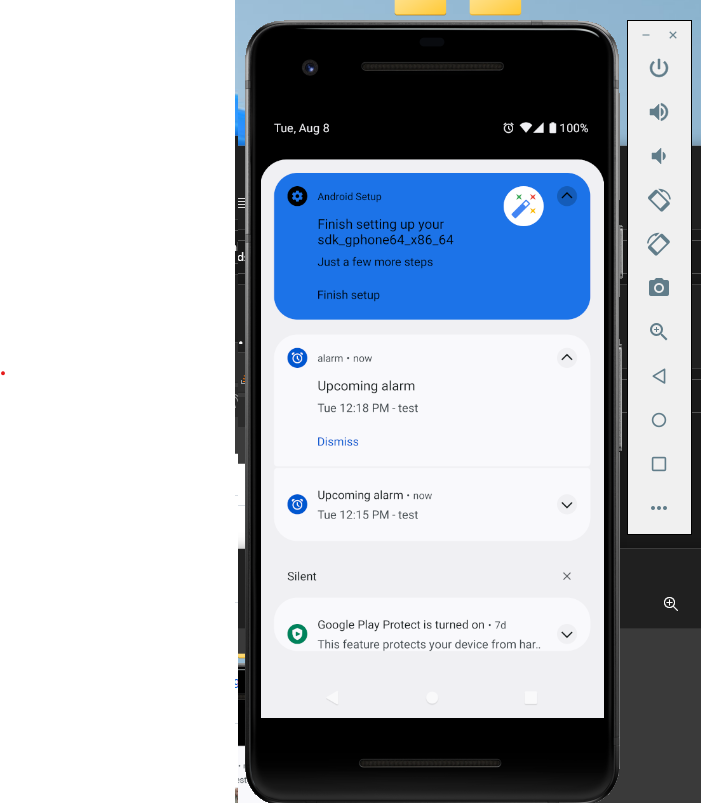 Tue, Aug 8
100%
Android Setup
Finish setting up your
sdk_gphone64_x86_64
Just a few more steps
Finish setup
alarm • now
Upcoming alarm
Tue 12:18 PM - test
Dismiss
Upcoming alarm • now
Tue 12:15 PM - test
Silent
Google Play Protect is turned on • 7d
This feature protects your device from har..